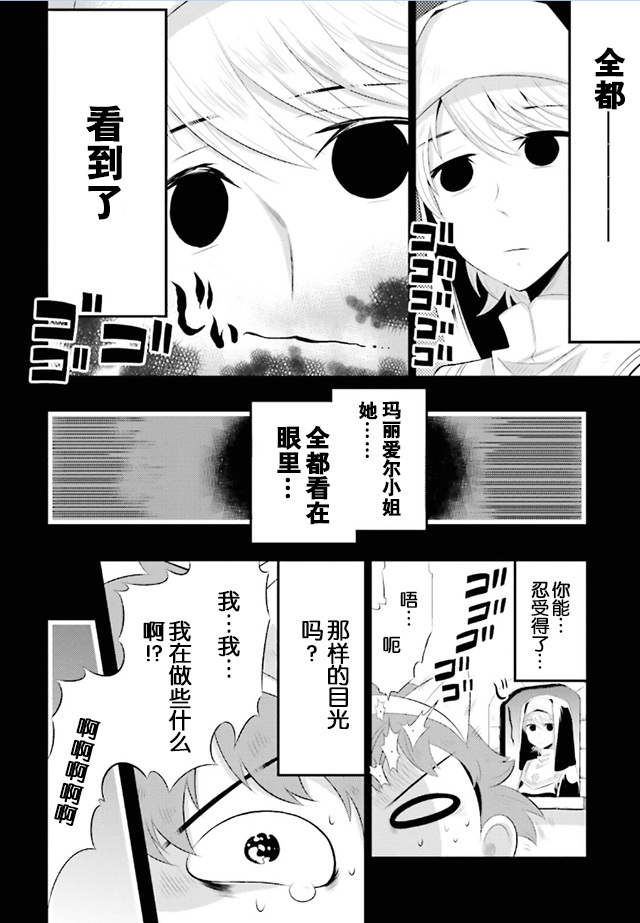 全都————
ゴゴゴ
看到了
じぃ
ゴゴゴ
玛丽爱尔小姐
她……
全都看在
眼里…
你能…
忍受得了…
ゴゴゴゴ
唔…
呃
那样的目光
吗?
我…我…
我在做些什么
啊!?
啊啊啊啊啊啊